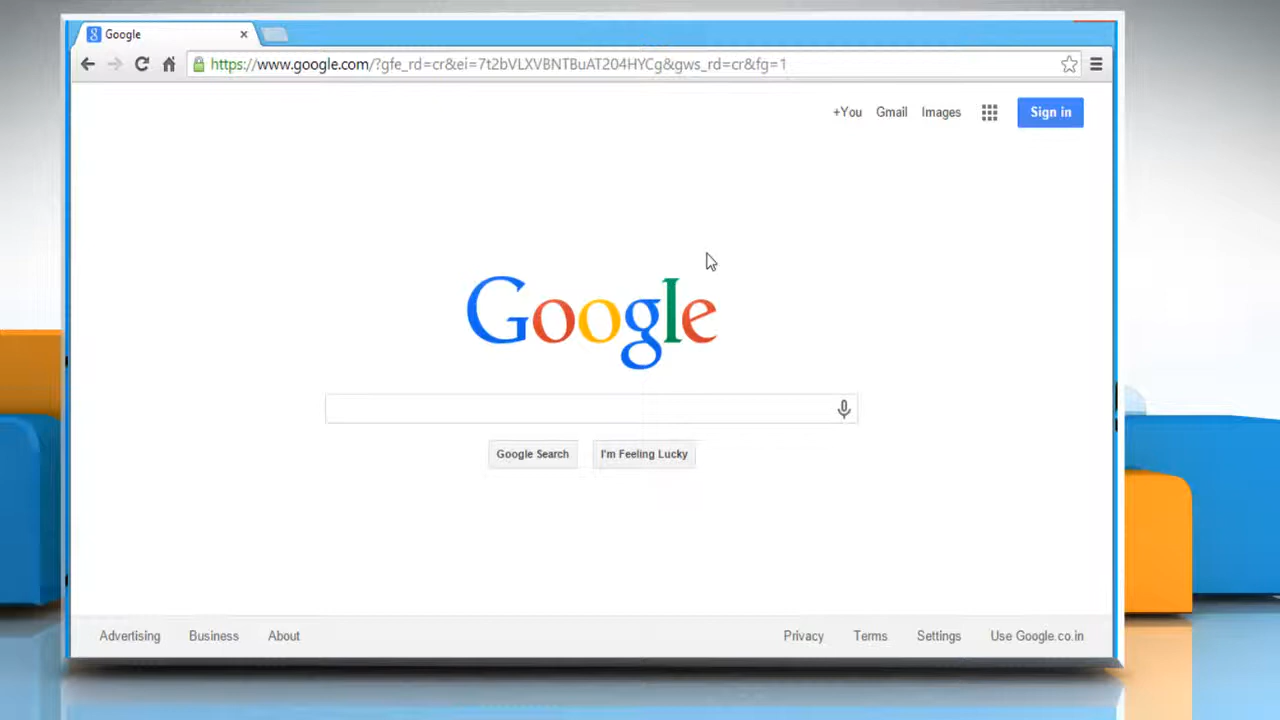 Google
https://www.google.com/?gfe_rd=cr&ei=7t2bVLXVBNTBuAT204HYCg&gws_rd=cr&fg=1
+You Gmail Images Sign in
Google
Google Search I'm Feeling Lucky
Advertising Business About Privacy Terms Settings Use Google.co.in